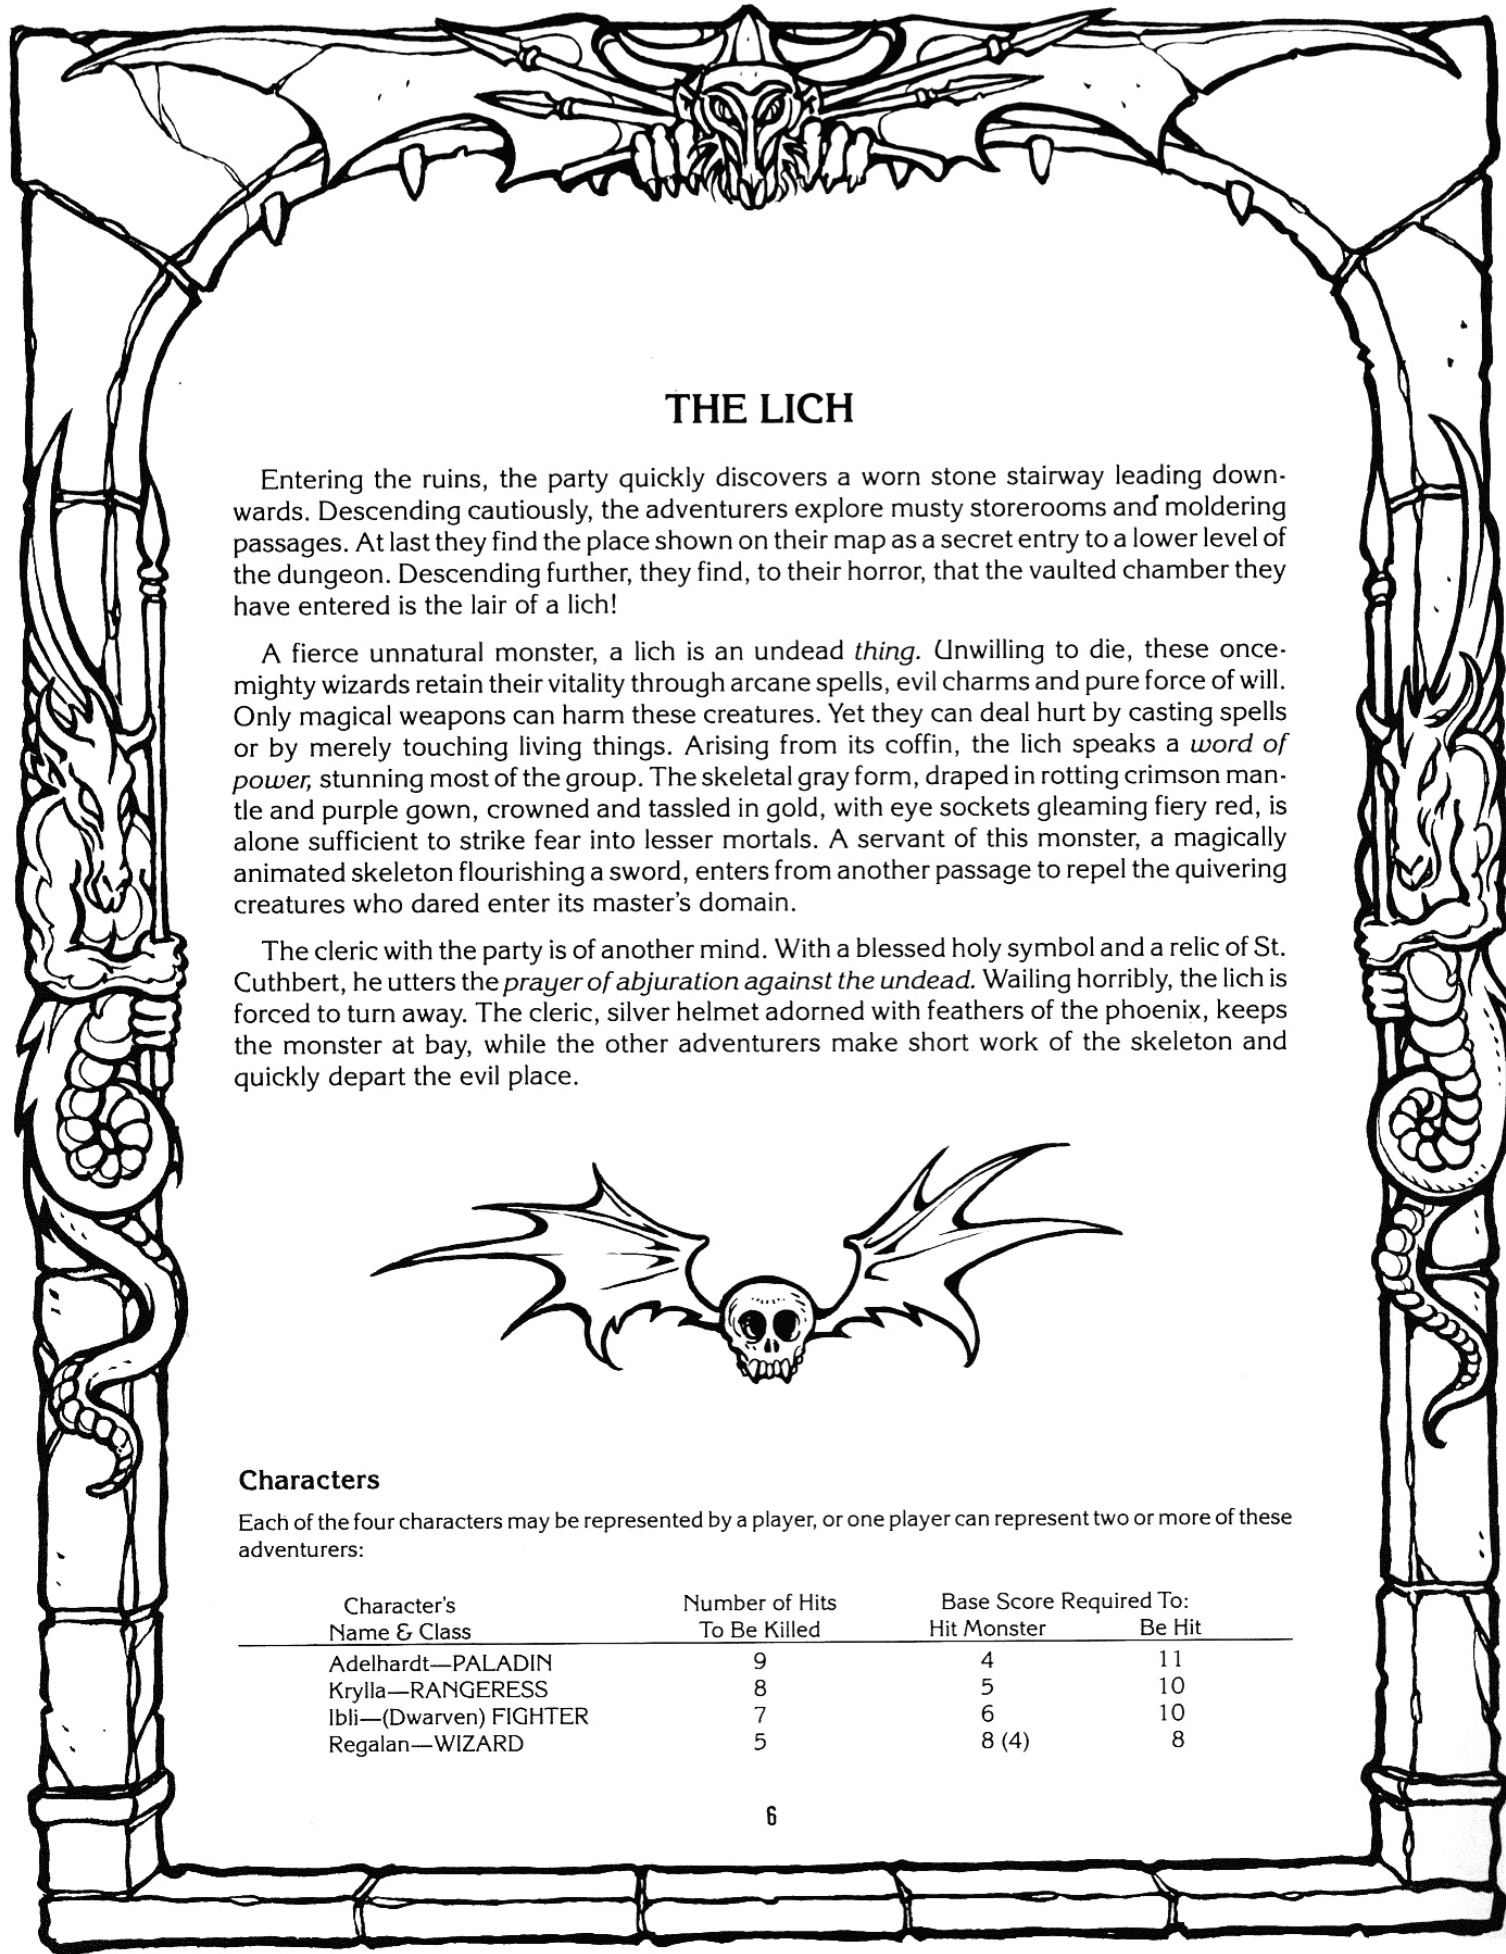 THE LICH
Entering the ruins, the party quickly discovers a worn stone stairway leading down-
wards. Descending cautiously, the adventurers explore musty storerooms and moldering
passages. At last they find the place shown on their map as a secret entry to a lower level of
the dungeon. Descending further, they find, to their horror, that the vaulted chamber they
have entered is the lair of a lich!
A fierce unnatural monster, a lich is an undead thing. Unwilling to die, these once-
mighty wizards retain their vitality through arcane spells, evil charms and pure force of will.
Only magical weapons can harm these creatures. Yet they can deal hurt by casting spells
or by merely touching living things. Arising from its coffin, the lich speaks a word of
power, stunning most of the group. The skeletal gray form, draped in rotting crimson man-
tle and purple gown, crowned and tassled in gold, with eye sockets gleaming fiery red, is
alone sufficient to strike fear into lesser mortals. A servant of this monster, a magically
animated skeleton flourishing a sword, enters from another passage to repel the quivering
creatures who dared enter its master's domain.
The cleric with the party is of another mind. With a blessed holy symbol and a relic of St.
Cuthbert, he utters the prayer of abjuration against the undead. Wailing horribly, the lich is
forced to turn away. The cleric, silver helmet adorned with feathers of the phoenix, keeps
the monster at bay, while the other adventurers make short work of the skeleton and
quickly depart the evil place.
Characters
Each of the four characters may be represented by a player, or one player can represent two or more of these
adventurers:
Character's Number of Hits Base Score Required To:
Name & Class To Be Killed Hit Monster Be Hit
Adelhardt—PALADIN 9 4 11
Krylla—RANGERESS 8 5 10
Ibli—(Dwarven) FIGHTER 7 6 10
Regalan—WIZARD 5 8 (4) 8
6